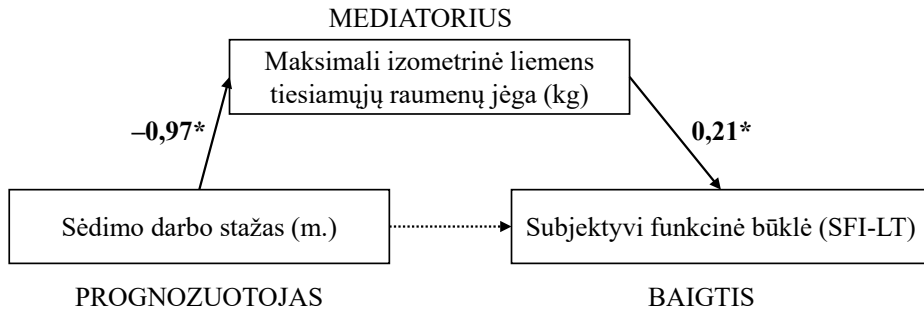 MEDIATORIUS
Maksimali izometrinė liemens
tiesiamųjų raumenų jėga (kg)
–0,97*
0,21*
Sėdimo darbo stažas (m.)
Subjektyvi funkcinė būklė (SFI-LT)
PROGNOZUOTOJAS
BAIGTIS